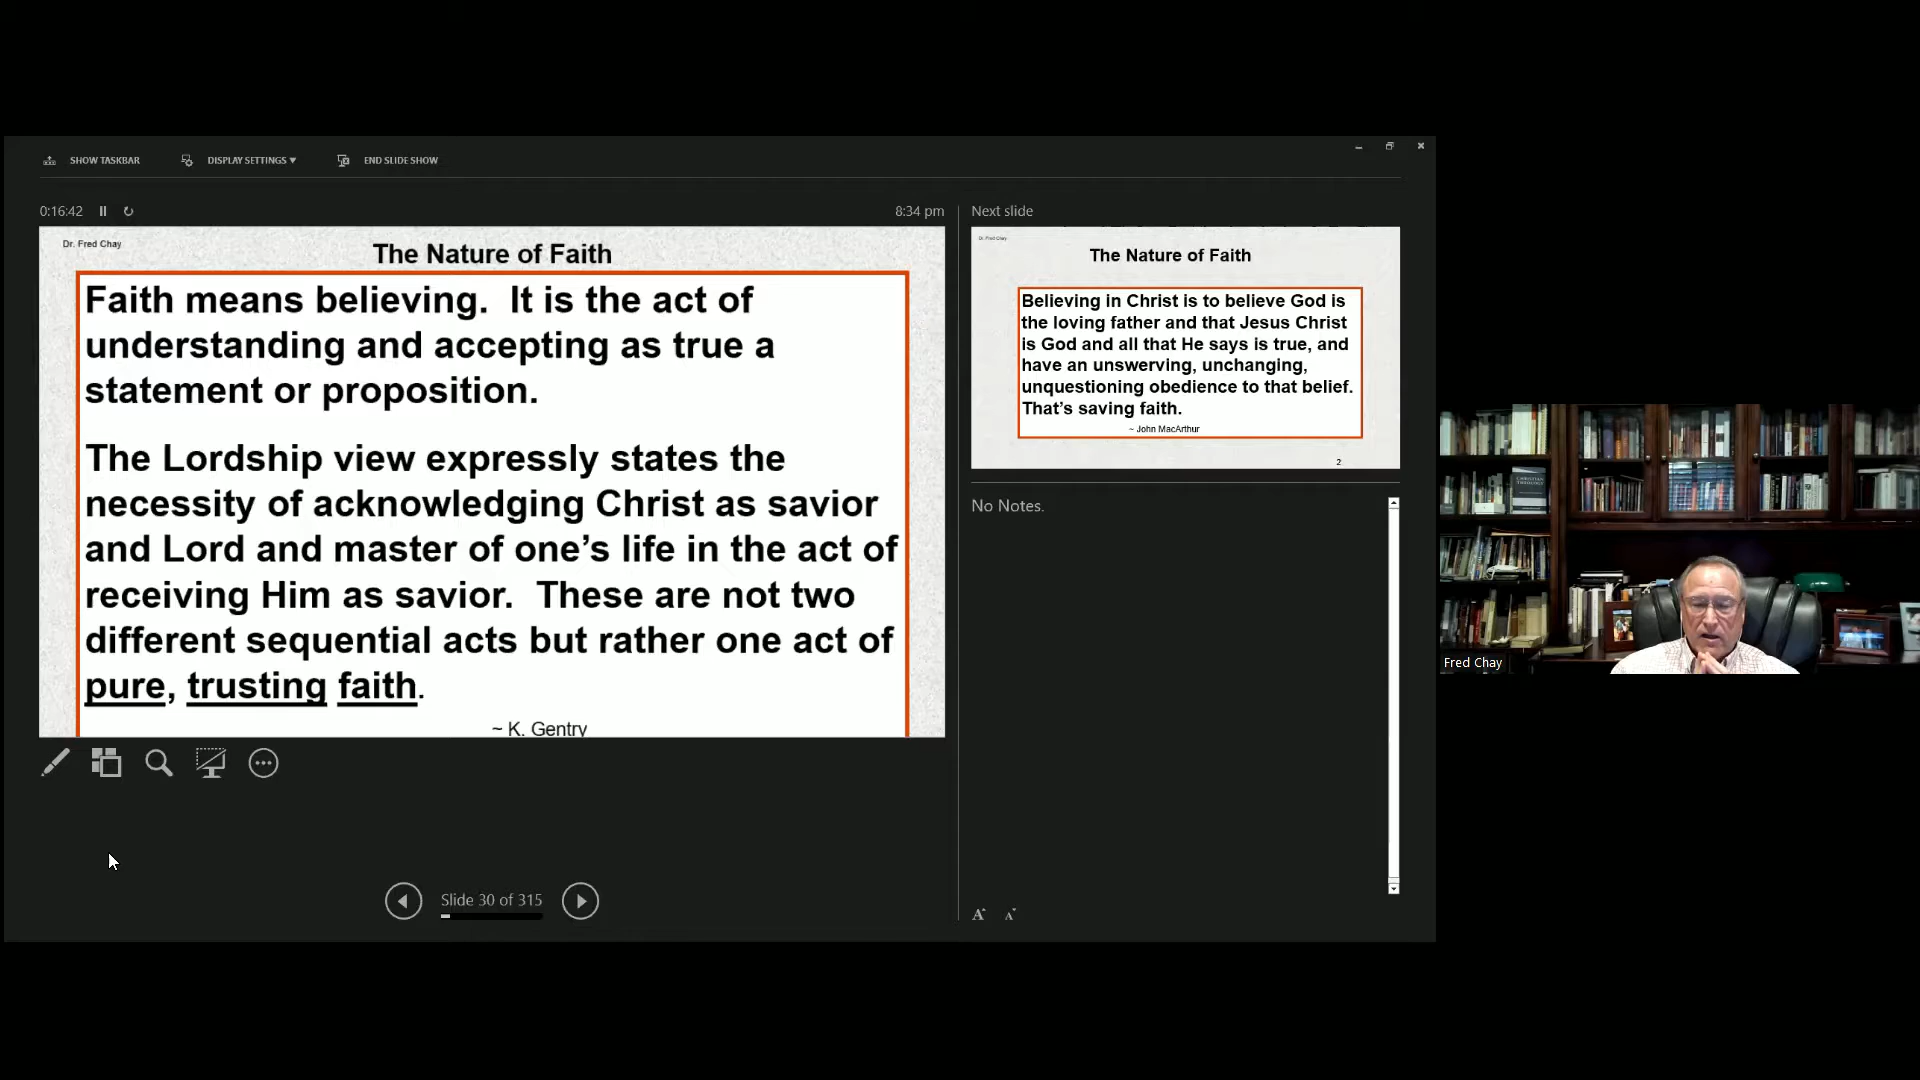 SHOW TASKBAR
DISPLAY SETTINGS ▾
END SLIDE SHOW
0:16:42
8:34 pm
Dr. Fred Chay
The Nature of Faith
Faith means believing.  It is the act of
understanding and accepting as true a
statement or proposition.
The Lordship view expressly states the
necessity of acknowledging Christ as savior
and Lord and master of one’s life in the act of
receiving Him as savior.  These are not two
different sequential acts but rather one act of
pure, trusting faith.
~ K. Gentry
Slide 30 of 315
Next slide
Dr. Fred Chay
The Nature of Faith
Believing in Christ is to believe God is
the loving father and that Jesus Christ
is God and all that He says is true, and
have an unswerving, unchanging,
unquestioning obedience to that belief.
That’s saving faith.
~ John MacArthur
2
No Notes.
A A
CHRISTIAN
THEOLOGY
Fred Chay